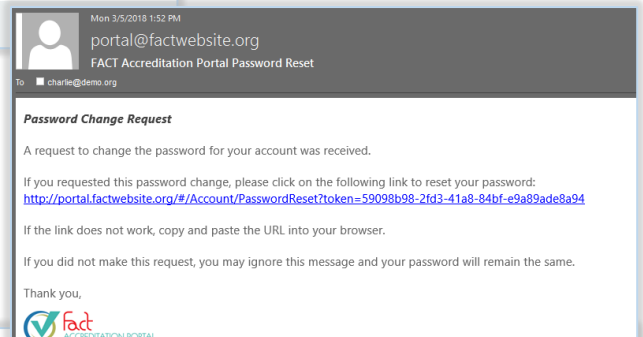 Mon 3/5/2018 1:52 PM
portal@factwebsite.org
FACT Accreditation Portal Password Reset
To charlie@demo.org
Password Change Request
A request to change the password for your account was received.
If you requested this password change, please click on the following link to reset your password:
http://portal.factwebsite.org/#/Account/PasswordReset?token=59098b98-2fd3-41a8-84bf-e9a89ade8a94
If the link does not work, copy and paste the URL into your browser.
If you did not make this request, you may ignore this message and your password will remain the same.
Thank you,
Fact
ACCREDITATION PORTAL